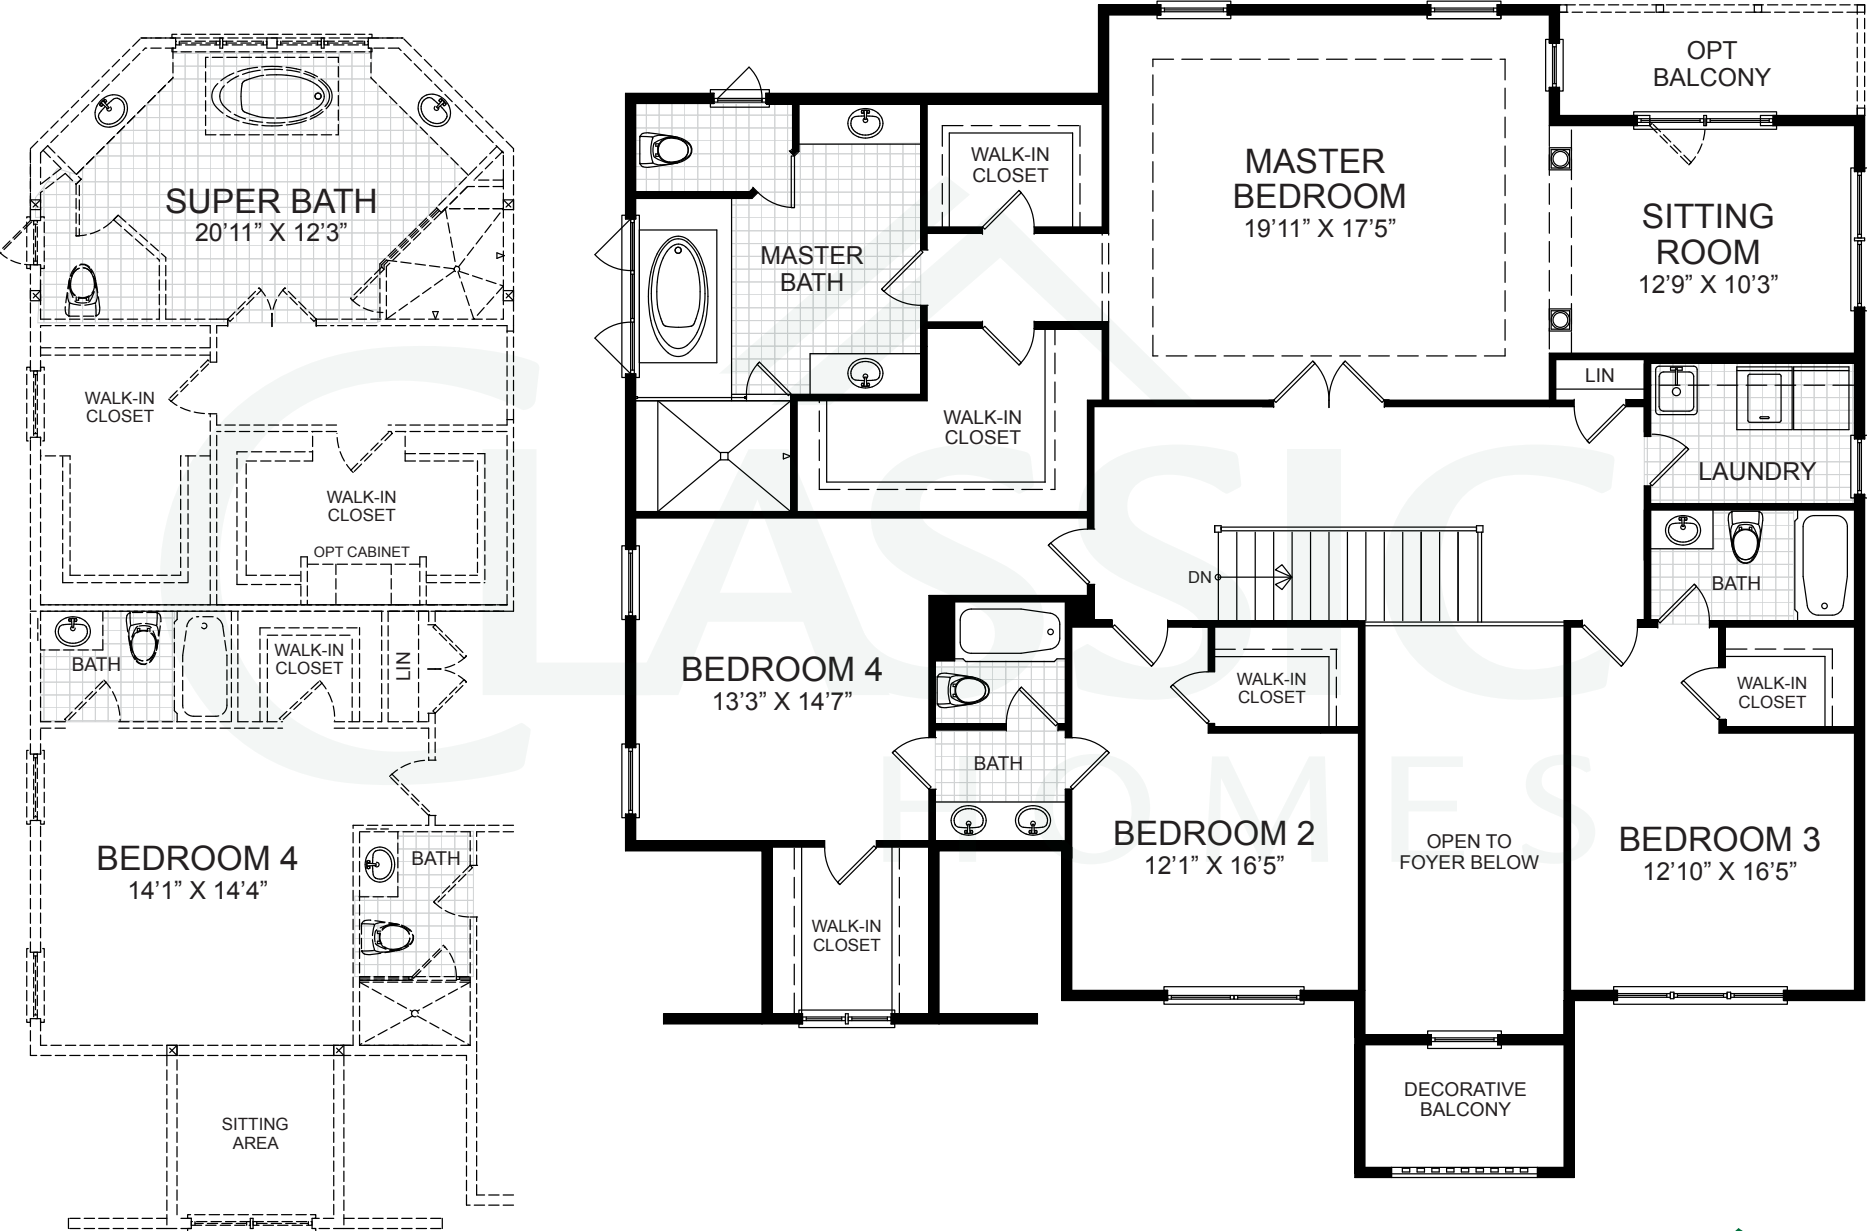 SUPER BATH
20'11" X 12'3"
WALK-IN
CLOSET
WALK-IN
CLOSET
OPT CABINET
BATH
WALK-IN
CLOSET
LIN
BEDROOM 4
14'1" X 14'4"
BATH
SITTING
AREA
OPT
BALCONY
MASTER
BEDROOM
19'11" X 17'5"
WALK-IN
CLOSET
SITTING
ROOM
12'9" X 10'3"
MASTER
BATH
LIN
WALK-IN
CLOSET
LAUNDRY
DN
BATH
BEDROOM 4
13'3" X 14'7"
WALK-IN
CLOSET
WALK-IN
CLOSET
BATH
BEDROOM 2
12'1" X 16'5"
OPEN TO
FOYER BELOW
BEDROOM 3
12'10" X 16'5"
WALK-IN
CLOSET
DECORATIVE
BALCONY
CLASSIC
HOMES